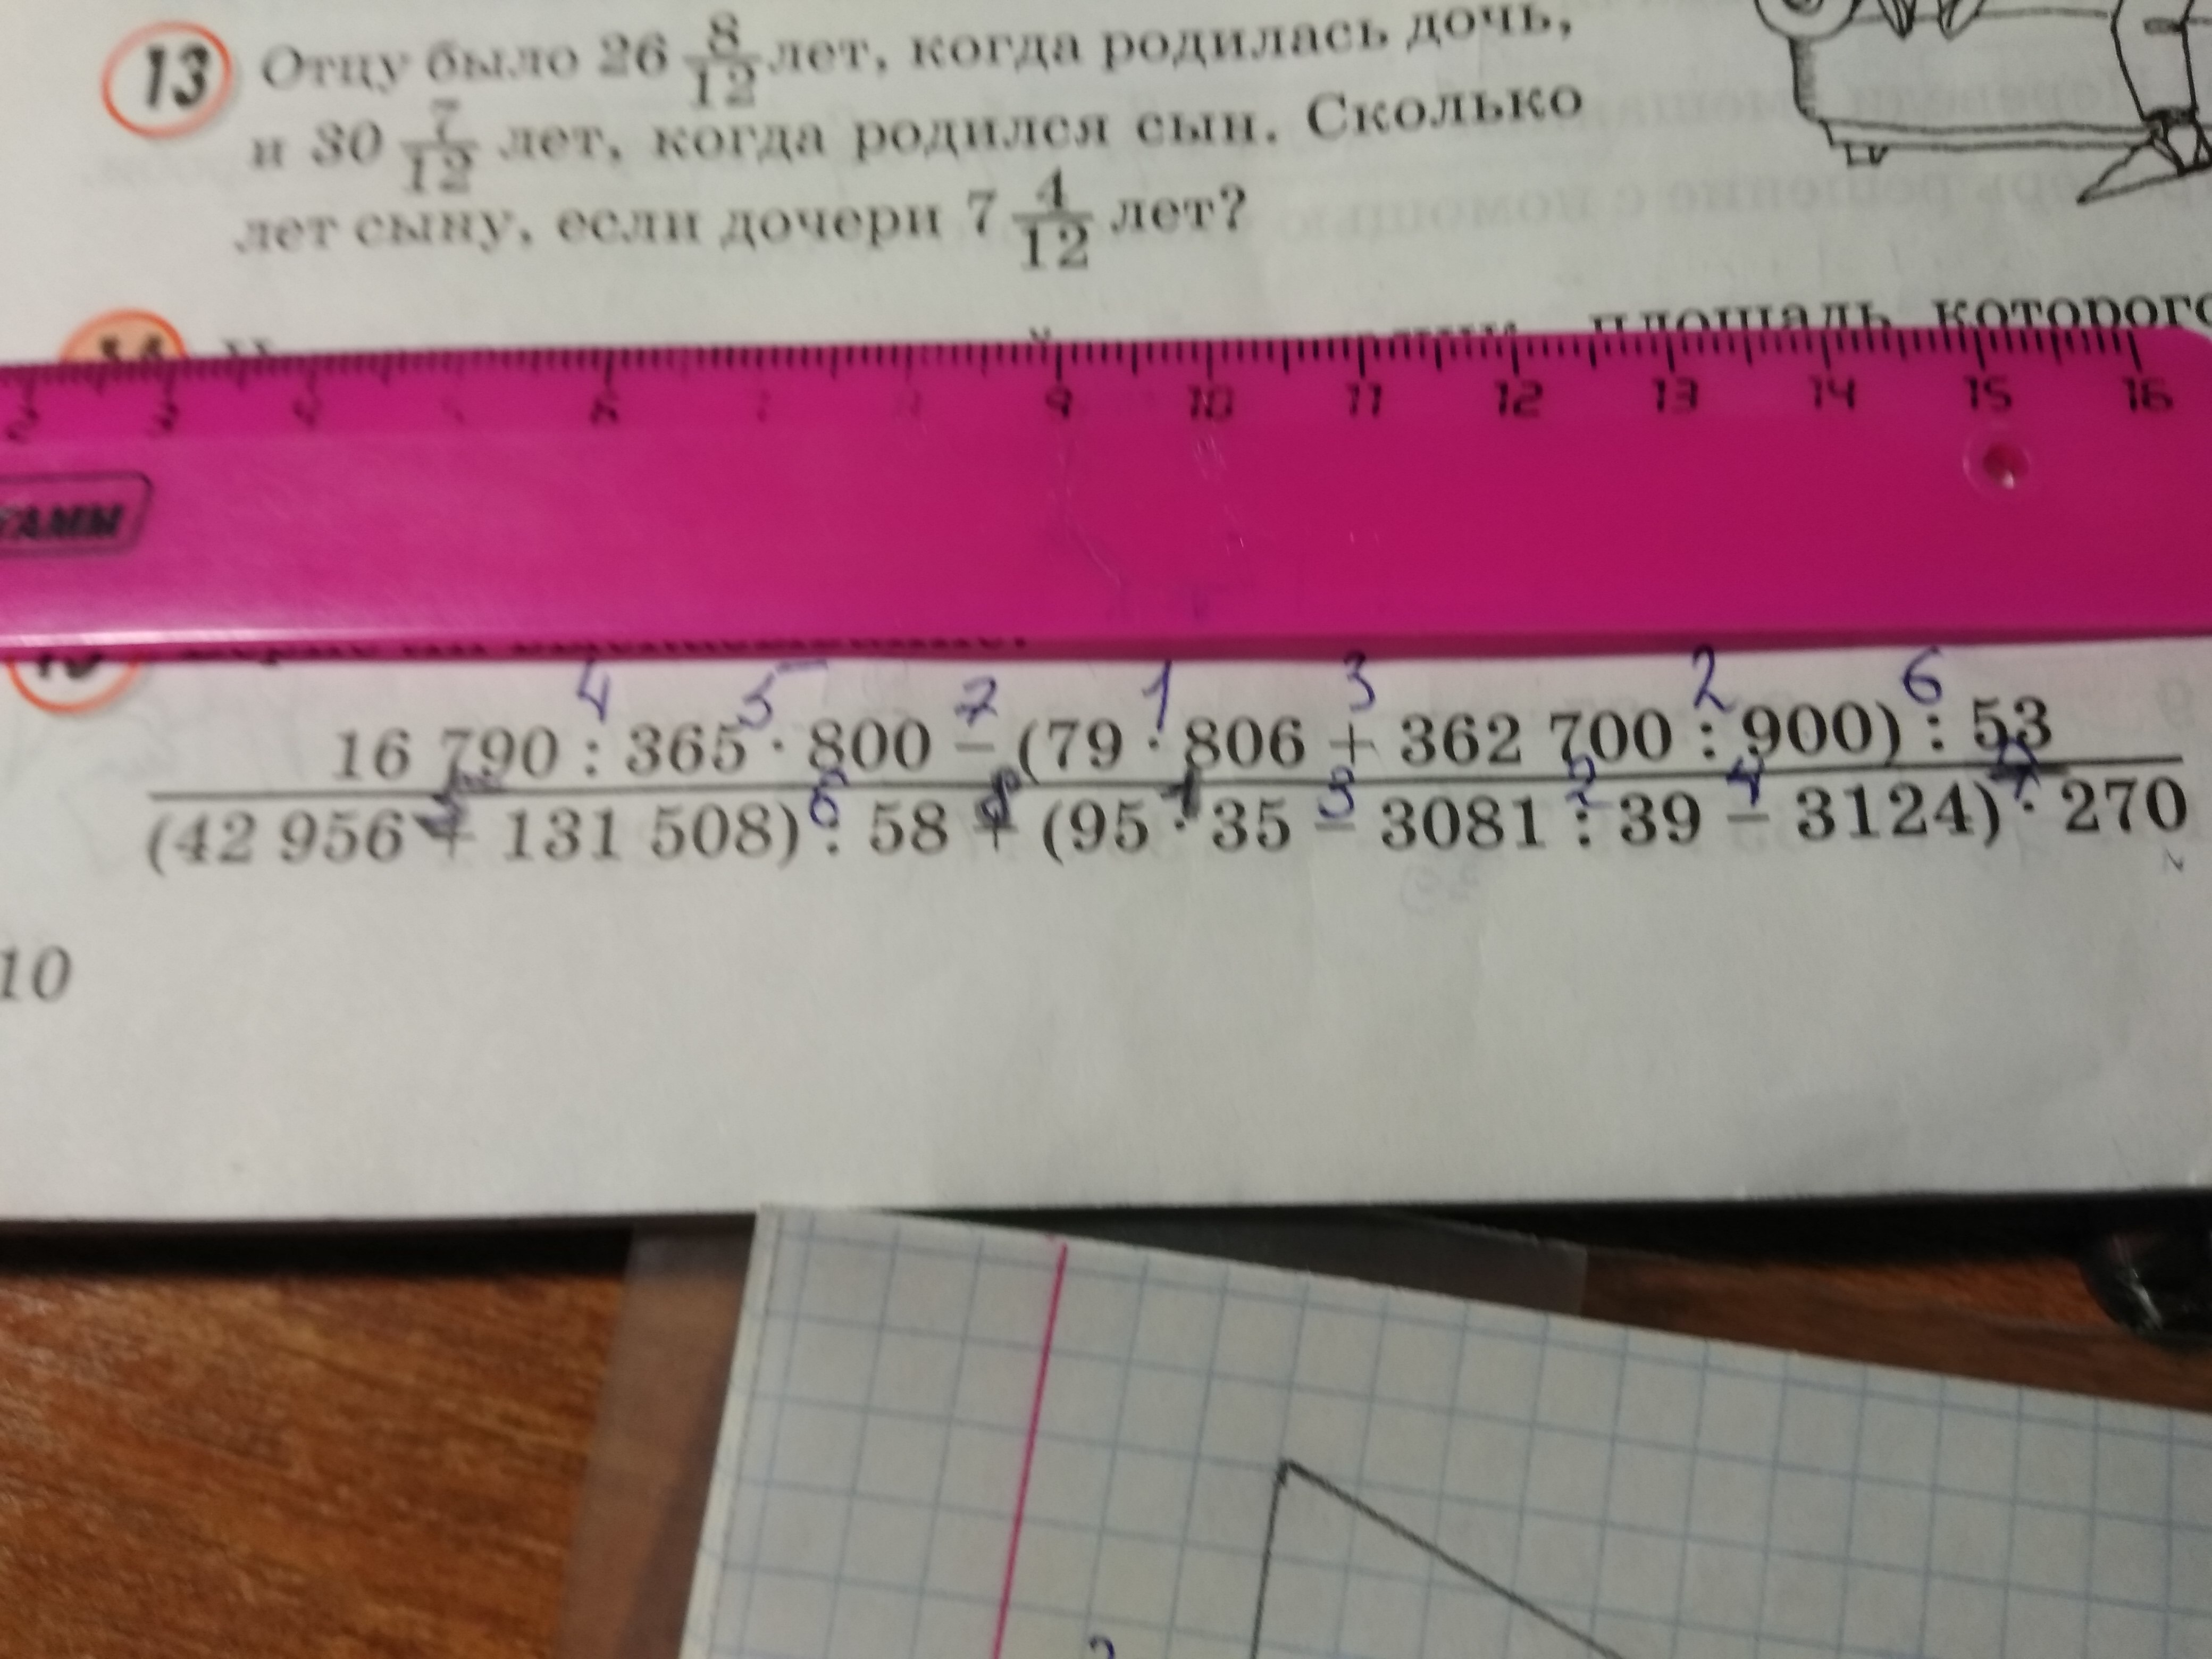 13 Отцу было 26 8/12 лет, когда родилась дочь,
и 30 7/12 лет, когда родился сын. Сколько
лет сыну, если дочери 7 4/12 лет?
площадь которого
9 10 11 12 13 14 15 16
4 5 7 1 3 2 6
16 790 : 365 · 800 − (79 · 806 + 362 700 : 900) : 53
6 3 2 4
(42 956 + 131 508) : 58 + (95 · 35 − 3081 : 39 − 3124) · 270
10